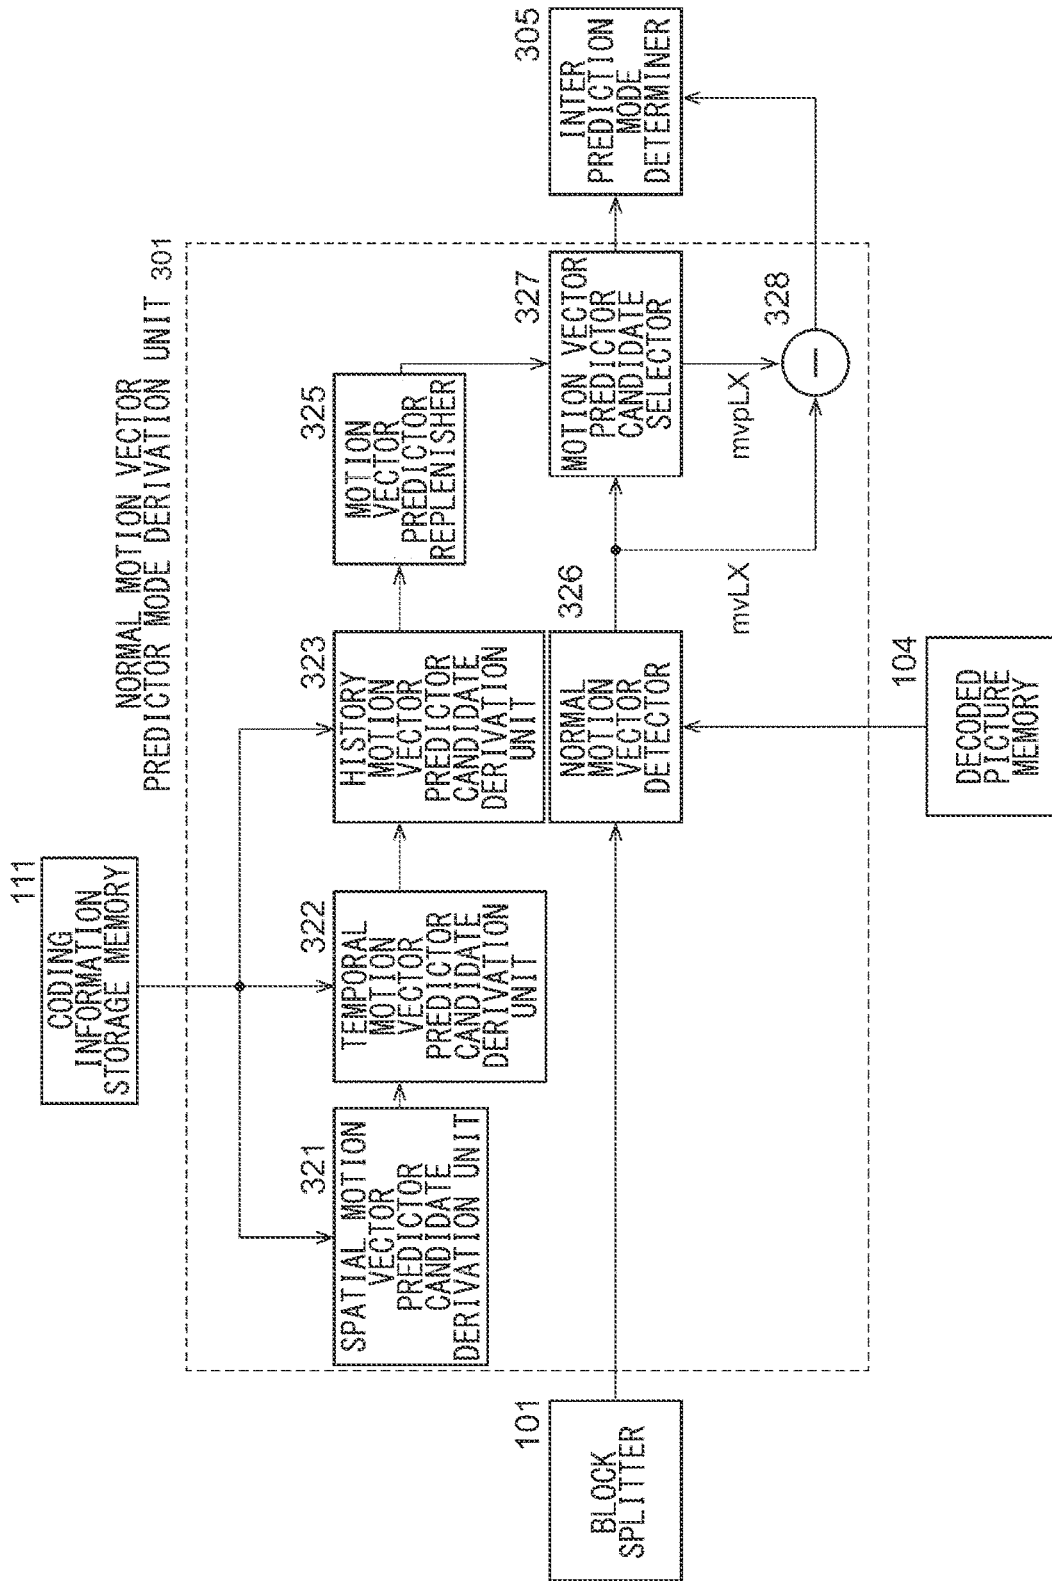 NORMAL MOTION VECTOR
PREDICTOR MODE DERIVATION UNIT 301
111
CODING
INFORMATION
STORAGE MEMORY
321
SPATIAL MOTION
VECTOR
PREDICTOR
CANDIDATE
DERIVATION UNIT
322
TEMPORAL
MOTION
VECTOR
PREDICTOR
CANDIDATE
DERIVATION
UNIT
323
HISTORY
MOTION
VECTOR
PREDICTOR
CANDIDATE
DERIVATION
UNIT
325
MOTION
VECTOR
PREDICTOR
REPLENISHER
101
BLOCK
SPLITTER
326
NORMAL
MOTION
VECTOR
DETECTOR
327
MOTION VECTOR
PREDICTOR
CANDIDATE
SELECTOR
305
INTER
PREDICTION
MODE
DETERMINER
mvLX
mvpLX
328
104
DECODED
PICTURE
MEMORY